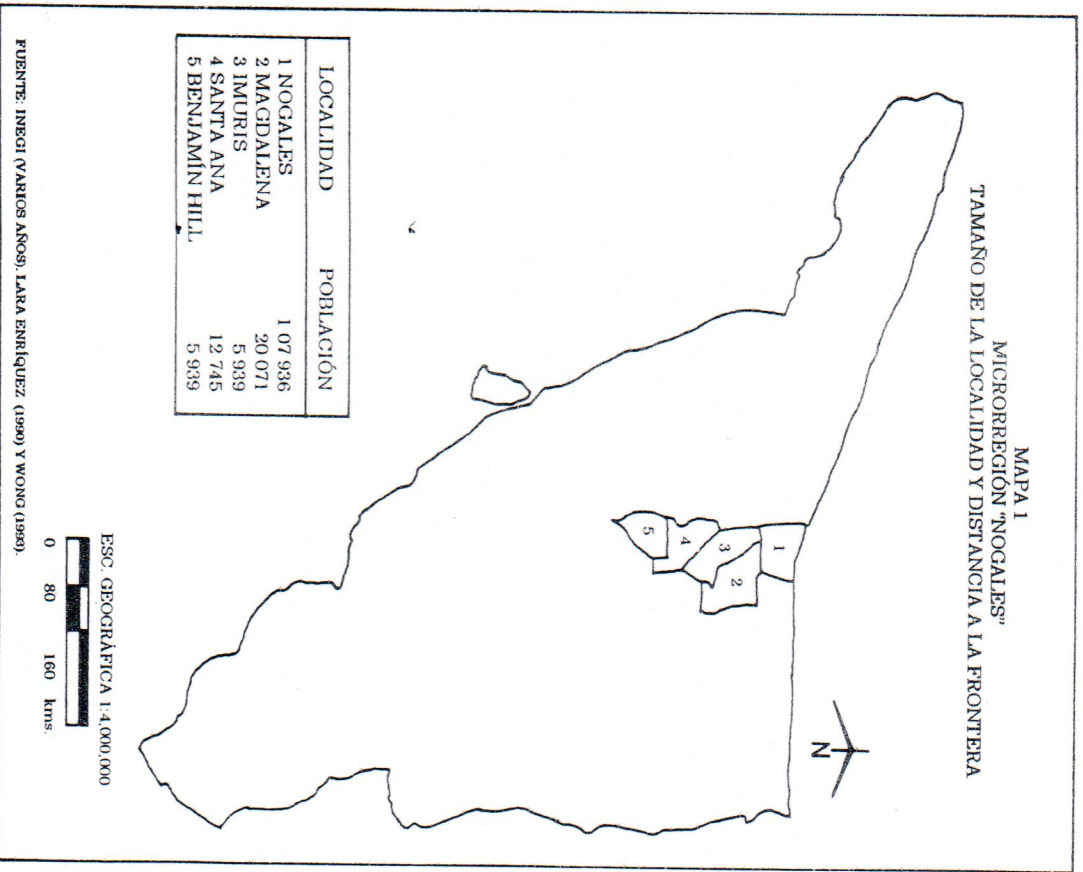 MAPA 1
MICRORREGIÓN "NOGALES"
TAMAÑO DE LA LOCALIDAD Y DISTANCIA A LA FRONTERA
N
1
2
3
4
5
LOCALIDAD POBLACIÓN
1 NOGALES 1 07 936
2 MAGDALENA 20 071
3 IMURIS 5 939
4 SANTA ANA 12 745
5 BENJAMÍN HILL 5 939
ESC. GEOGRÁFICA 1:4,000,000
0 80 160 kms.
FUENTE: INEGI (VARIOS AÑOS). LARA ENRÍQUEZ (1990) Y WONG (1993).